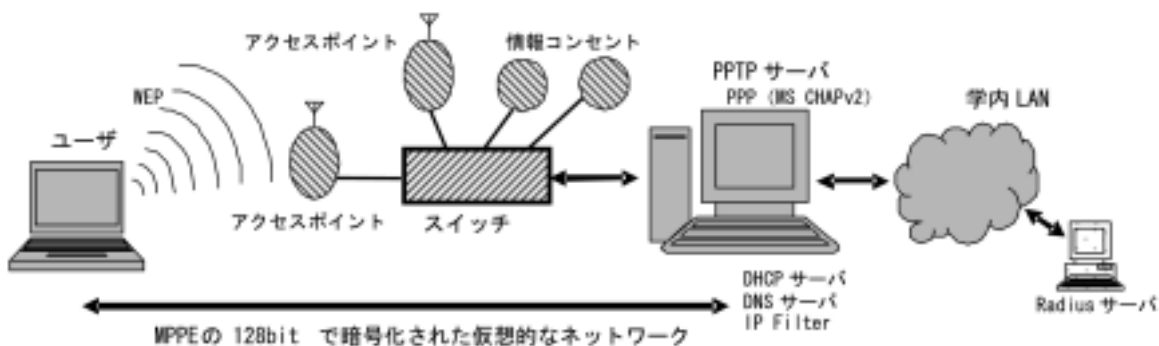 アクセスポイント
情報コンセント
PPTP サーバ
PPP (MS CHAPv2)
学内 LAN
WEP
ユーザ
アクセスポイント
スイッチ
DHCP サーバ
DNS サーバ
IP Filter
Radius サーバ
MPPEの 128bit で暗号化された仮想的なネットワーク